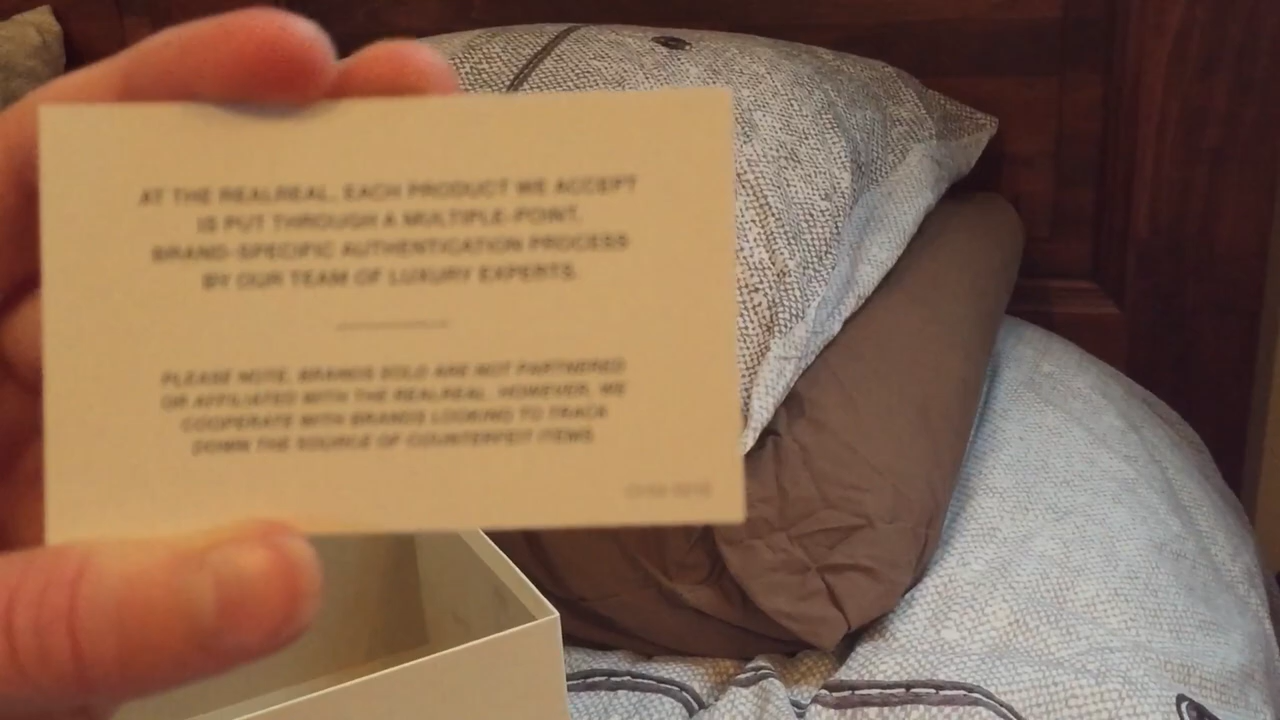 AT THE REALREAL, EACH PRODUCT WE ACCEPT
IS PUT THROUGH A MULTIPLE-POINT,
BRAND-SPECIFIC AUTHENTICATION PROCESS
BY OUR TEAM OF LUXURY EXPERTS.
PLEASE NOTE, BRANDS SOLD ARE NOT PARTNERED
OR AFFILIATED WITH THE REALREAL. HOWEVER, WE
COOPERATE WITH BRANDS LOOKING TO TRACK
DOWN THE SOURCE OF COUNTERFEIT ITEMS